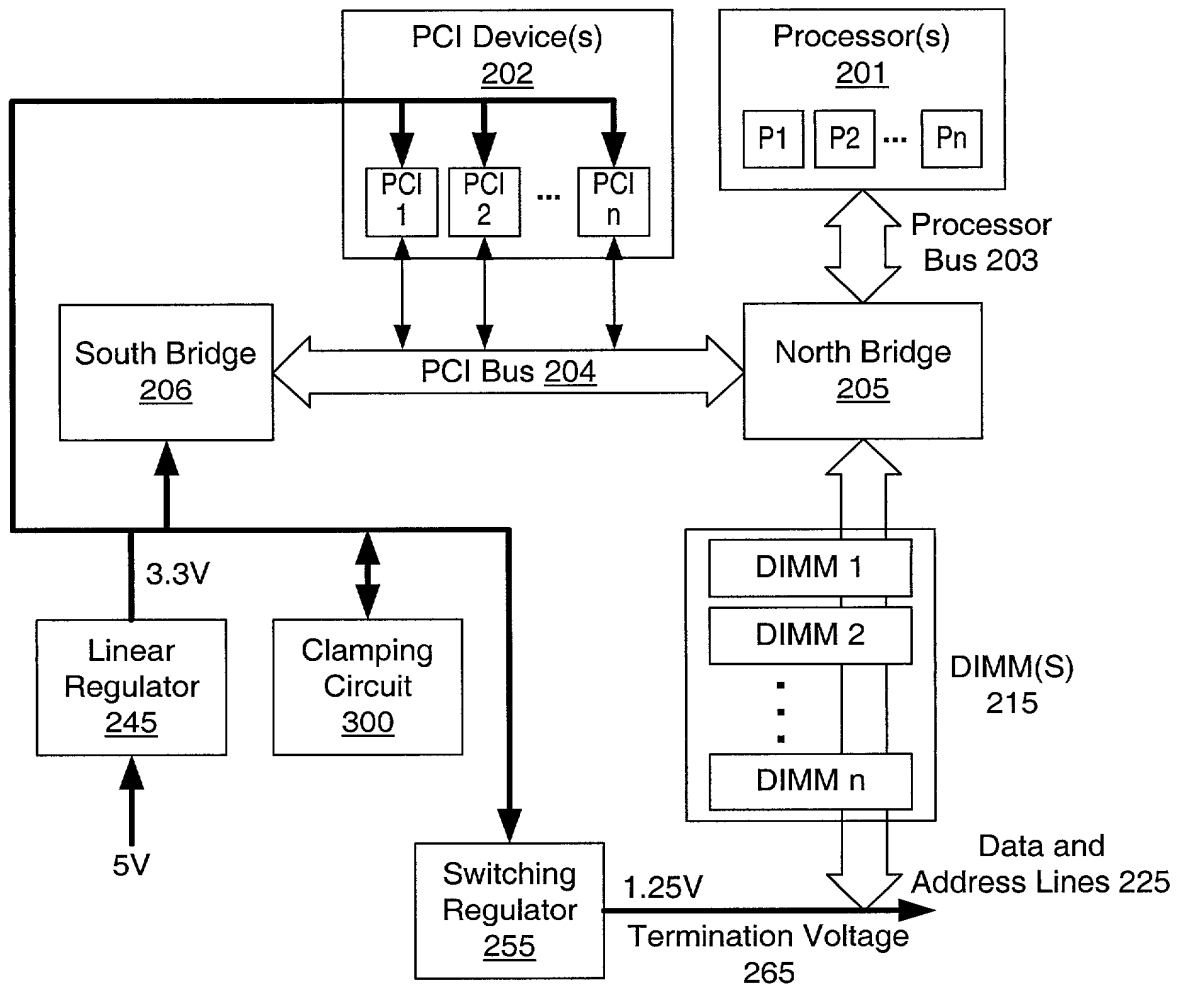 PCI Device(s)
202
PCI
1
PCI
2
...
PCI
n
Processor(s)
201
P1
P2
...
Pn
Processor
Bus 203
South Bridge
206
PCI Bus 204
North Bridge
205
3.3V
Linear
Regulator
245
5V
Clamping
Circuit
300
DIMM 1
DIMM 2
DIMM n
DIMM(S)
215
Switching
Regulator
255
1.25V
Termination Voltage
265
Data and
Address Lines 225